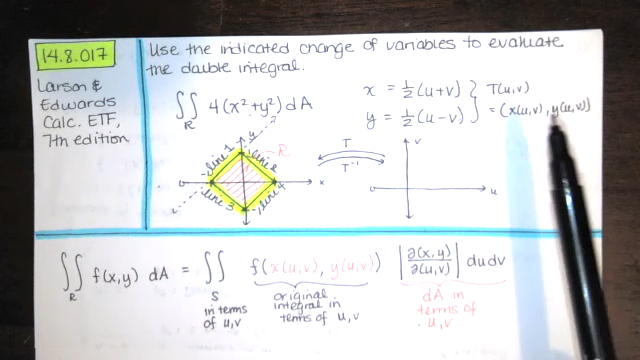 14.8.017
Use the indicated change of variables to evaluate
the double integral.
Larson &
Edwards
Calc. ETF,
7th edition
∬ 4(x² + y²) dA
R
x = ½(u+v)
y = ½(u-v)
T(u,v)
= (x(u,v), y(u,v))
y
line 1
line 2
R
line 3
line 4
x
T
T⁻¹
v
u
∬ f(x,y) dA = ∬ f(x(u,v), y(u,v)) |∂(x,y)/∂(u,v)| du dv
R
S
in terms
of u,v
original
integral in
terms of u,v
dA in
terms of
u,v